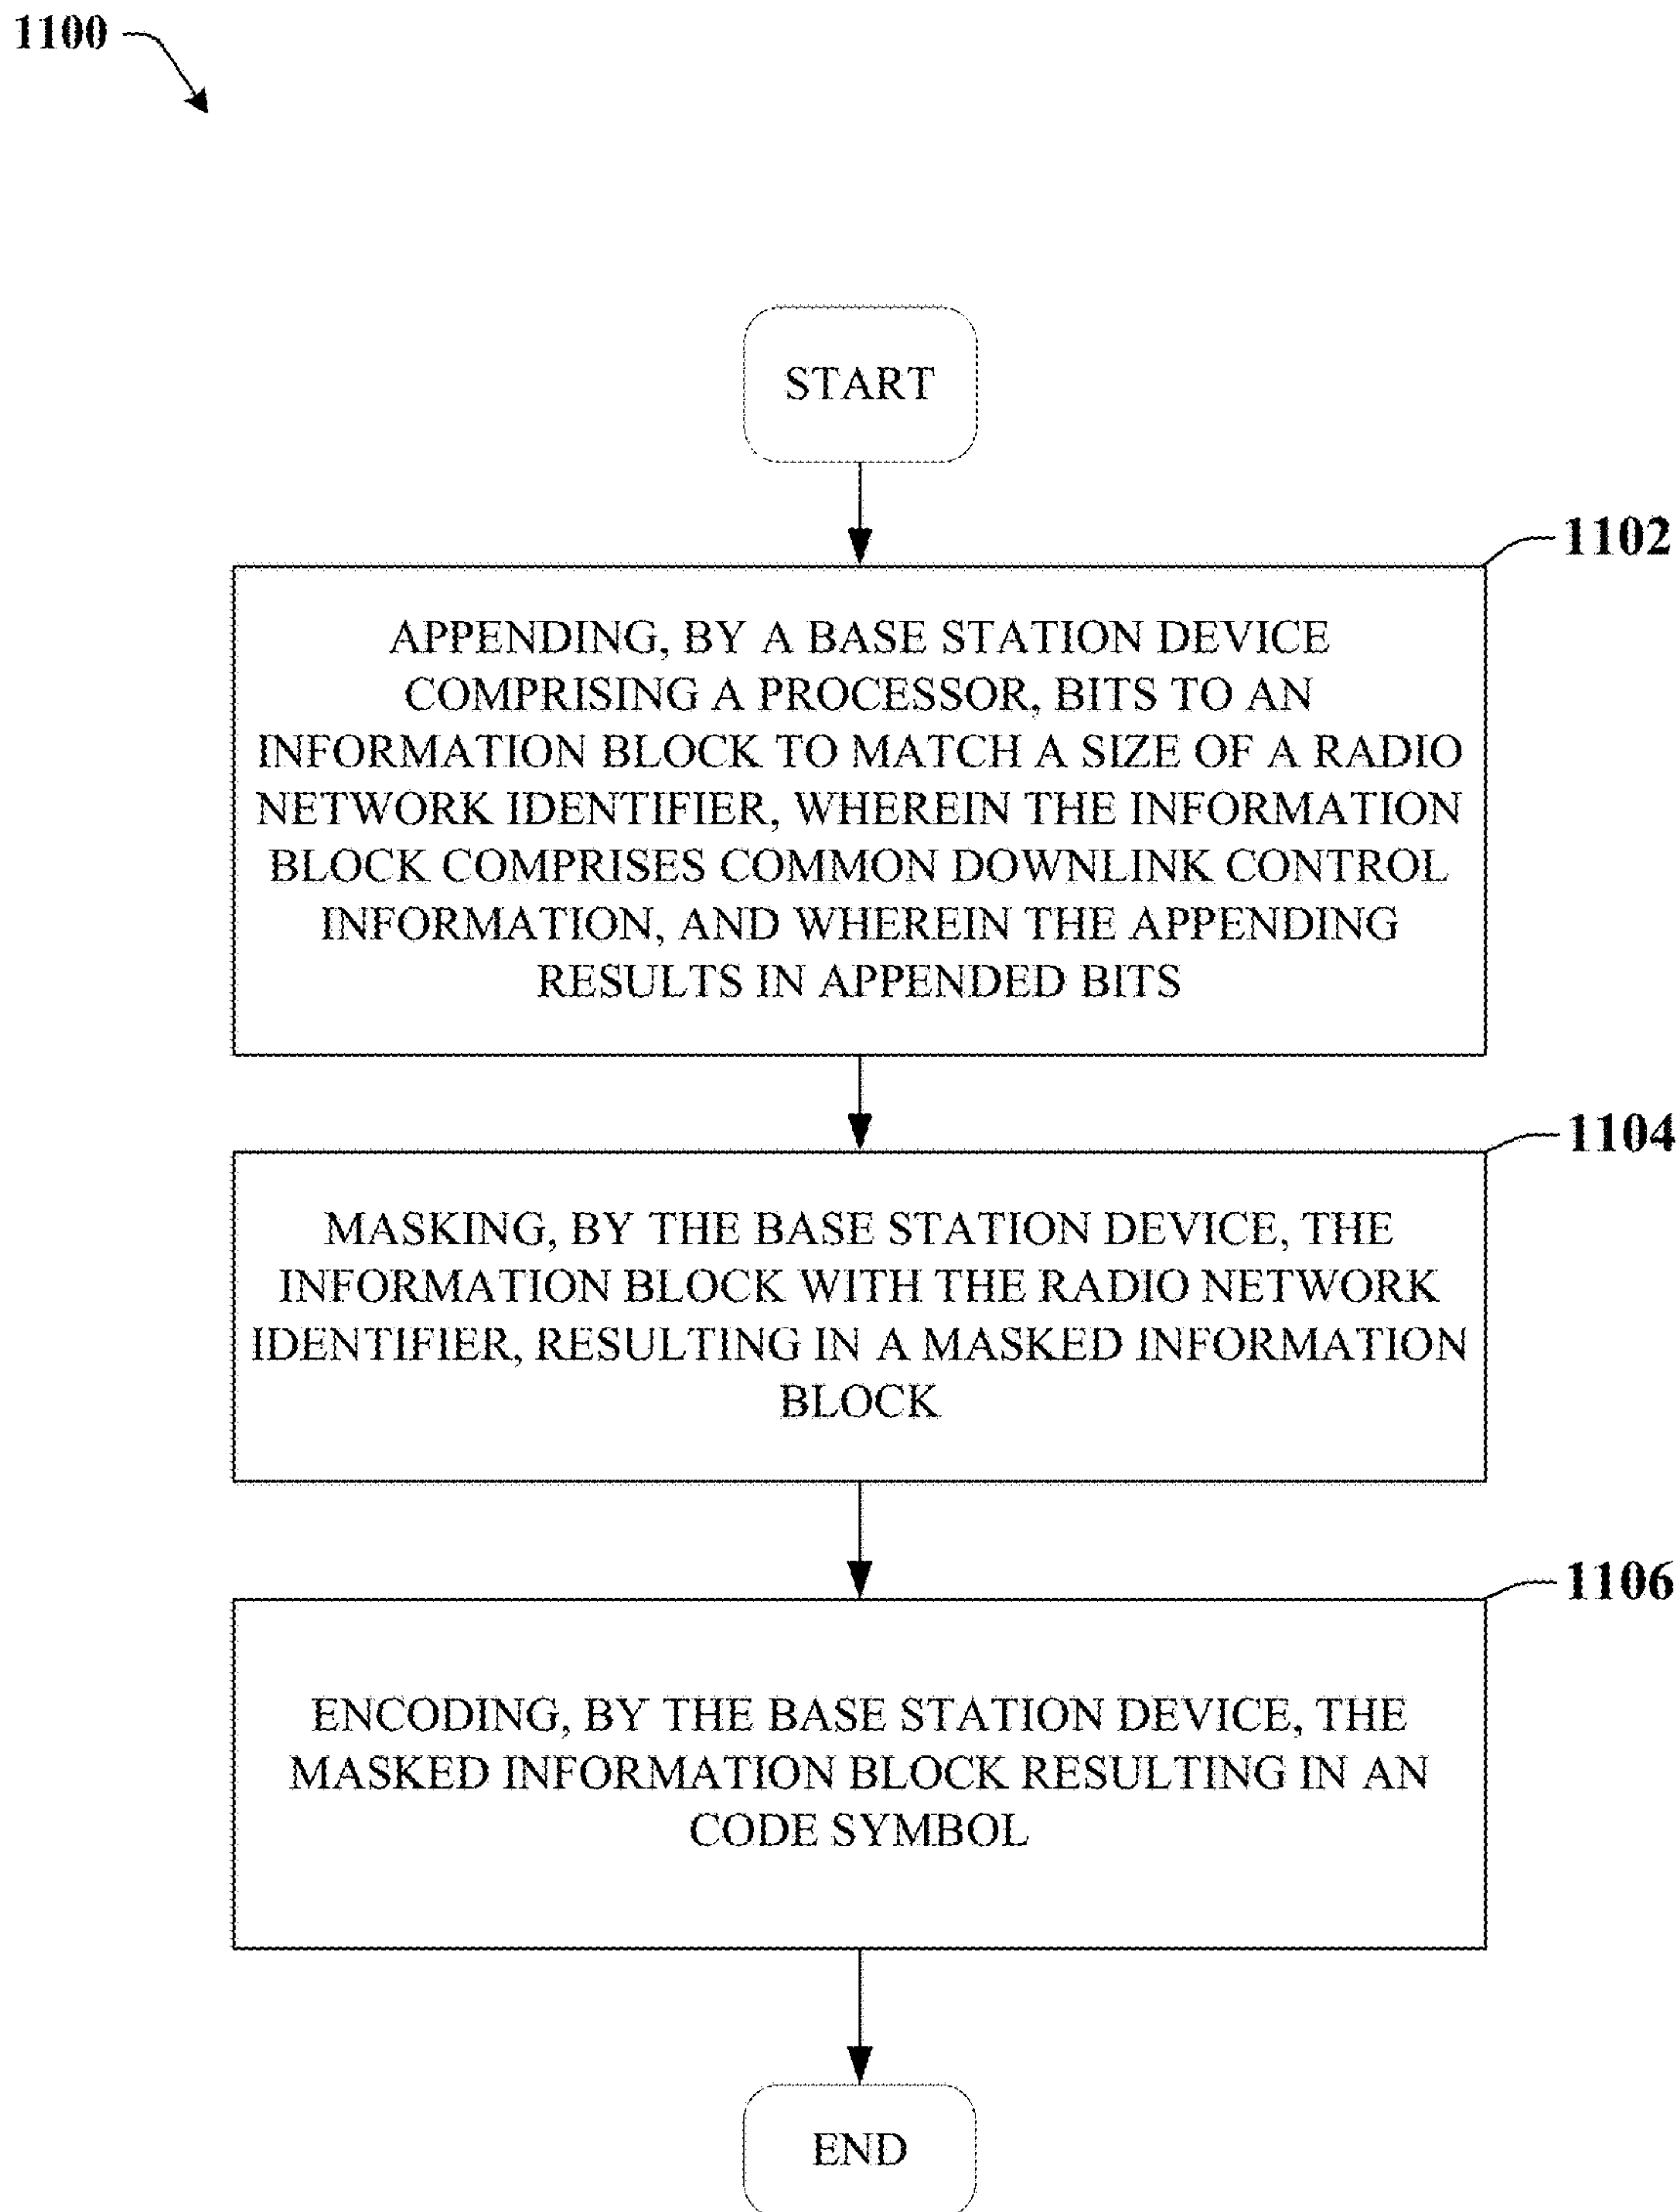 1100
START
1102
APPENDING, BY A BASE STATION DEVICE
COMPRISING A PROCESSOR, BITS TO AN
INFORMATION BLOCK TO MATCH A SIZE OF A RADIO
NETWORK IDENTIFIER, WHEREIN THE INFORMATION
BLOCK COMPRISES COMMON DOWNLINK CONTROL
INFORMATION, AND WHEREIN THE APPENDING
RESULTS IN APPENDED BITS
1104
MASKING, BY THE BASE STATION DEVICE, THE
INFORMATION BLOCK WITH THE RADIO NETWORK
IDENTIFIER, RESULTING IN A MASKED INFORMATION
BLOCK
1106
ENCODING, BY THE BASE STATION DEVICE, THE
MASKED INFORMATION BLOCK RESULTING IN AN
CODE SYMBOL
END